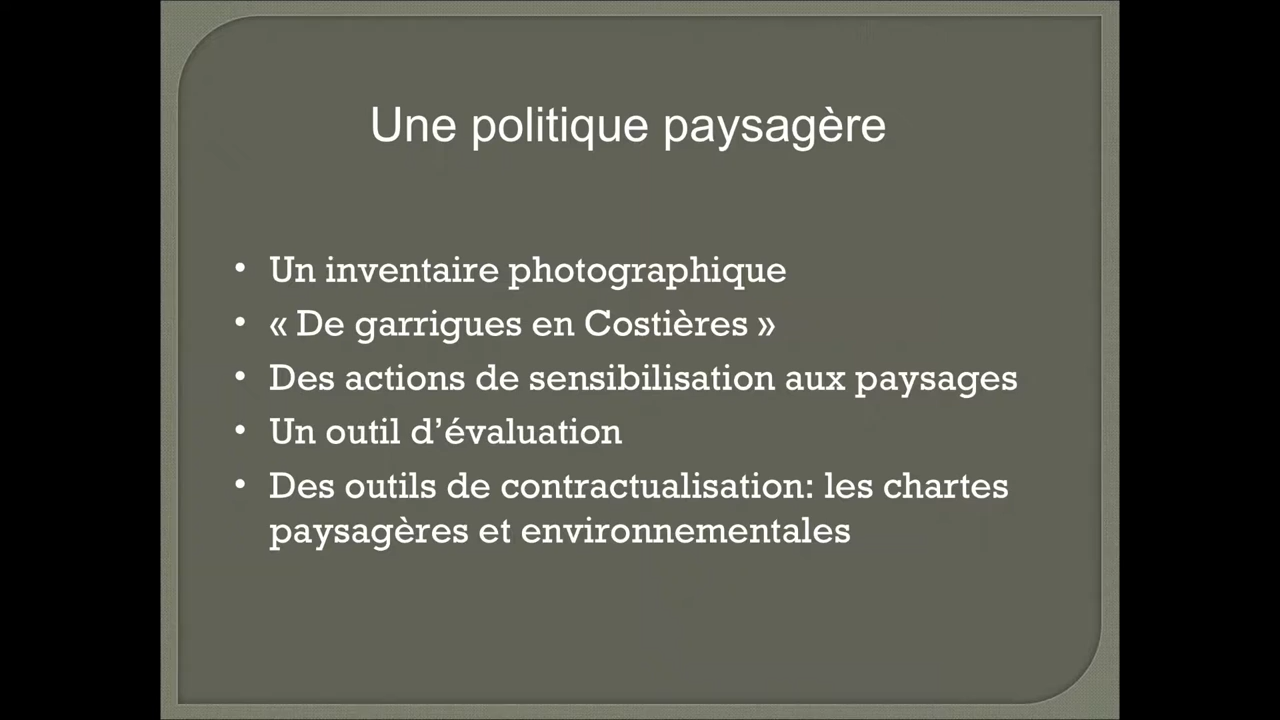 Une politique paysagère
• Un inventaire photographique
• « De garrigues en Costières »
• Des actions de sensibilisation aux paysages
• Un outil d’évaluation
• Des outils de contractualisation: les chartes
paysagères et environnementales